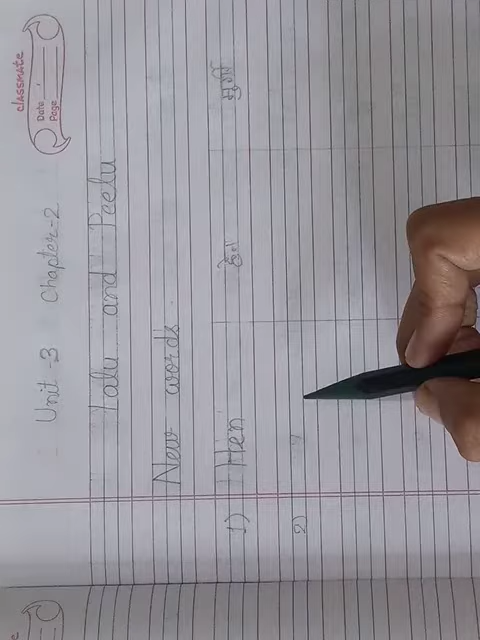 classmate
Date
Page
Unit-3 Chapter-2
Lalu and Peelu
New words
1) Hen हेन मुर्गी
2)